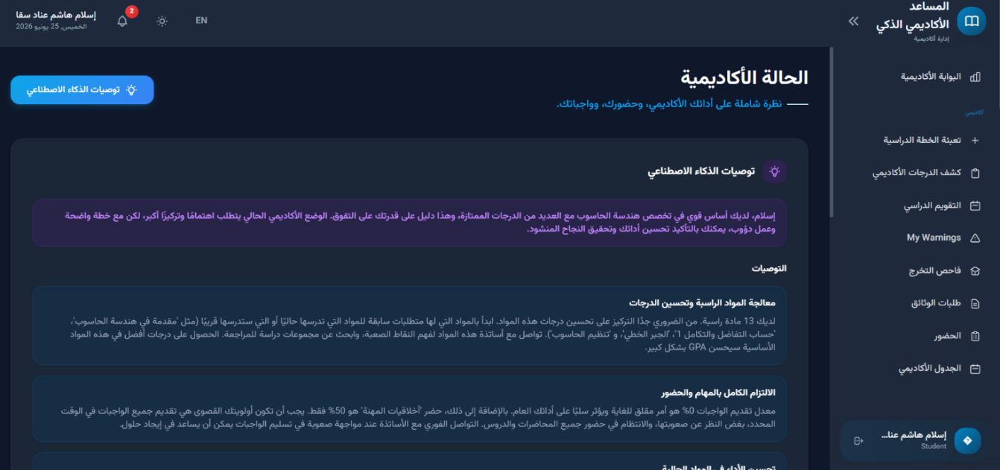 المساعد
الأكاديمي الذكي
إدارة أكاديمية
البوابة الأكاديمية
أكاديمي
تعبئة الخطة الدراسية
كشف الدرجات الأكاديمي
التقويم الدراسي
My Warnings
فاحص التخرج
طلبات الوثائق
الحضور
الجدول الأكاديمي
إسلام هاشم عنا...
Student
EN
2
إسلام هاشم عناد سقا
الخميس, 25 يونيو 2026
الحالة الأكاديمية
نظرة شاملة على أدائك الأكاديمي، وحضورك، وواجباتك.
توصيات الذكاء الاصطناعي
توصيات الذكاء الاصطناعي
إسلام، لديك أساس قوي في تخصص هندسة الحاسوب مع العديد من الدرجات الممتازة، وهذا دليل على قدرتك على التفوق. الوضع الأكاديمي الحالي يتطلب اهتمامًا وتركيزًا أكبر، لكن مع خطة واضحة
وعمل دؤوب، يمكنك بالتأكيد تحسين أدائك وتحقيق النجاح المنشود.
التوصيات
معالجة المواد الراسبة وتحسين الدرجات
لديك 13 مادة راسبة. من الضروري جدًا التركيز على تحسين درجات هذه المواد. ابدأ بالمواد التي لها متطلبات سابقة للمواد التي تدرسها حاليًا أو التي ستدرسها قريبًا (مثل 'مقدمة في هندسة الحاسوب'،
'حساب التفاضل والتكامل 1'، 'الجبر الخطي'، و 'تنظيم الحاسوب'). تواصل مع أساتذة هذه المواد لفهم النقاط الصعبة، وابحث عن مجموعات دراسة للمراجعة. الحصول على درجات أفضل في هذه المواد
الأساسية سيحسن GPA بشكل كبير.
الالتزام الكامل بالمهام والحضور
معدل تقديم الواجبات 0% هو أمر مقلق للغاية ويؤثر سلبًا على أدائك العام. بالإضافة إلى ذلك، حضر 'أخلاقيات المهنة' هو 50% فقط. يجب أن تكون أولويتك القصوى هي تقديم جميع الواجبات في الوقت
المحدد، بغض النظر عن صعوبتها، والانتظام في حضور جميع المحاضرات والدروس. التواصل الفوري مع الأساتذة عند مواجهة صعوبة في تسليم الواجبات يمكن أن يساعد في إيجاد حلول.
تحسين الأداء في المواد الحالية